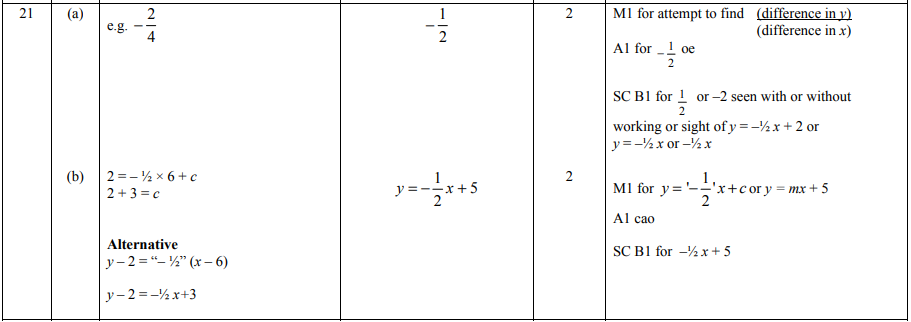 21 (a) e.g. −2/4 −1/2 2 M1 for attempt to find (difference in y)
(difference in x)
A1 for −1/2 oe
SC B1 for 1/2 or –2 seen with or without
working or sight of y = –½ x + 2 or
y = –½ x or –½ x
(b) 2 = – ½ × 6 + c
2 + 3 = c
y = −1/2 x + 5 2 M1 for y = '−1/2' x + c or y = mx + 5
A1 cao
Alternative
y – 2 = “– ½” (x – 6)
SC B1 for –½ x + 5
y – 2 = –½ x+3